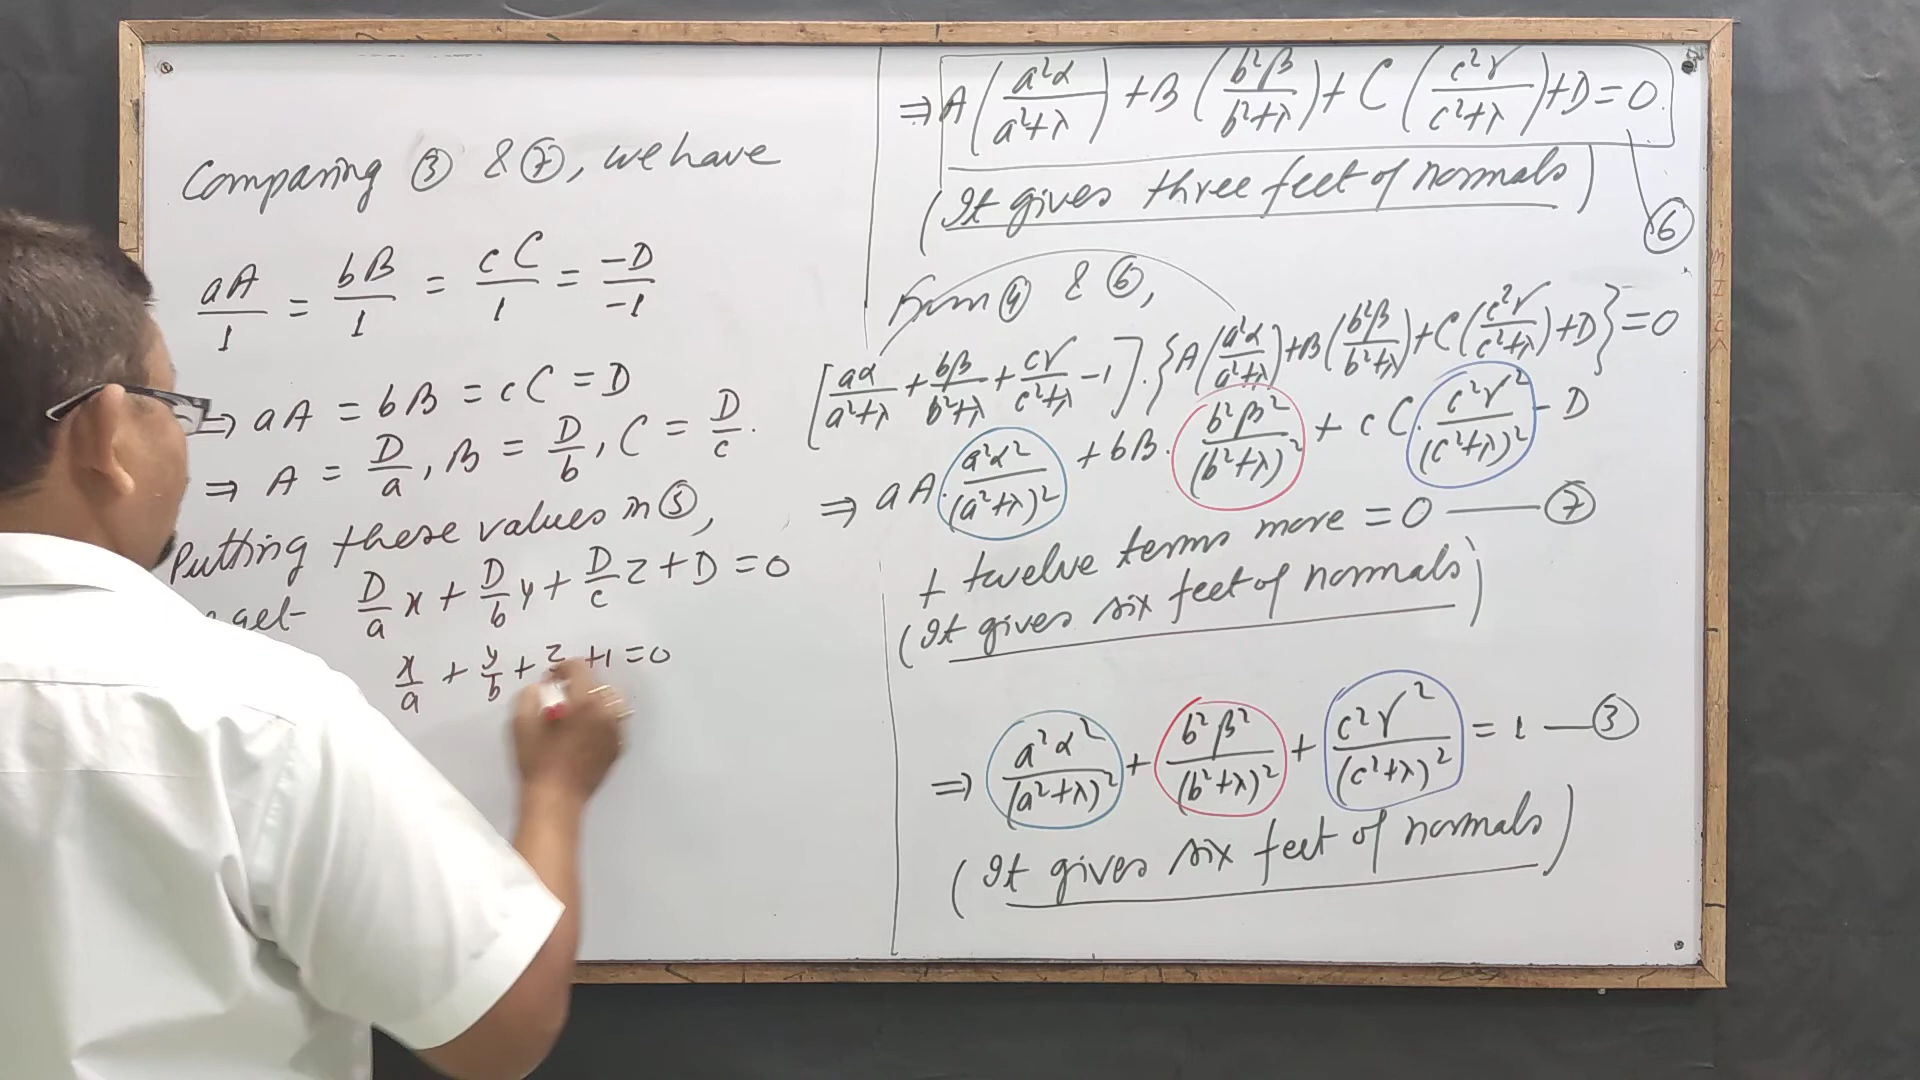 Comparing ③ & ⑦, we have
aA/1 = bB/1 = cC/1 = -D/-1
⇒ aA = bB = cC = D
⇒ A = D/a, B = D/b, C = D/c.
Putting these values in ⑤,
get D/a x + D/b y + D/c z + D = 0
x/a + y/b + z + 1 = 0
⇒ A (a²α/a²+λ) + B (b²β/b²+λ) + C (c²γ/c²+λ) + D = 0.
(It gives three feet of normals)
⑥
From ④ & ⑥,
[aα/a²+λ + bβ/b²+λ + cγ/c²+λ - 1] . {A(a²α/a²+λ) + B(b²β/b²+λ) + C(c²γ/c²+λ) + D} = 0
⇒ aA . a²α²/(a²+λ)² + bB . b²β²/(b²+λ)² + cC . c²γ²/(c²+λ)² - D
+ twelve terms more = 0 — ⑦
(It gives six feet of normals)
⇒ a²α²/(a²+λ)² + b²β²/(b²+λ)² + c²γ²/(c²+λ)² = 1 — ③
(It gives six feet of normals)